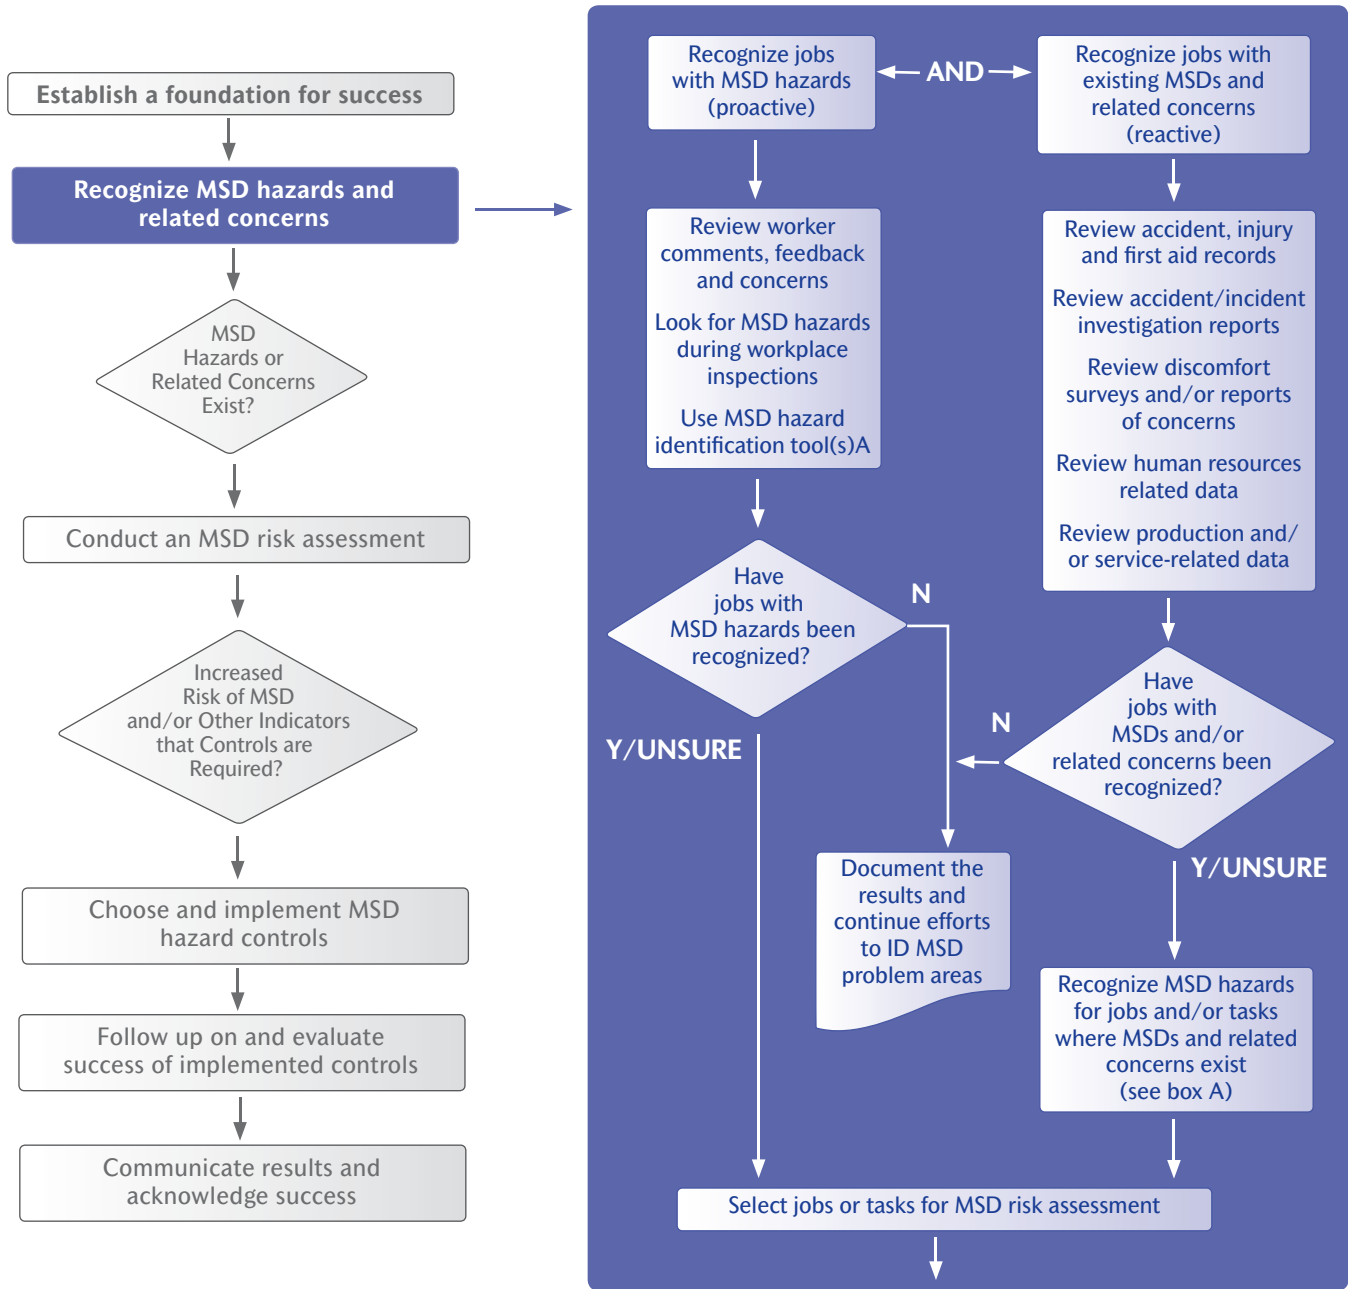 Establish a foundation for success
Recognize MSD hazards and
related concerns
MSD
Hazards or
Related Concerns
Exist?
Conduct an MSD risk assessment
Increased
Risk of MSD
and/or Other Indicators
that Controls are
Required?
Choose and implement MSD
hazard controls
Follow up on and evaluate
success of implemented controls
Communicate results and
acknowledge success
Recognize jobs
with MSD hazards
(proactive)
AND
Recognize jobs with
existing MSDs and
related concerns
(reactive)
Review worker
comments, feedback
and concerns
Look for MSD hazards
during workplace
inspections
Use MSD hazard
identification tool(s)A
Review accident, injury
and first aid records
Review accident/incident
investigation reports
Review discomfort
surveys and/or reports
of concerns
Review human resources
related data
Review production and/
or service-related data
Have
jobs with
MSD hazards been
recognized?
N
Y/UNSURE
Have
jobs with
MSDs and/or
related concerns been
recognized?
N
Y/UNSURE
Document the
results and
continue efforts
to ID MSD
problem areas
Recognize MSD hazards
for jobs and/or tasks
where MSDs and related
concerns exist
(see box A)
Select jobs or tasks for MSD risk assessment